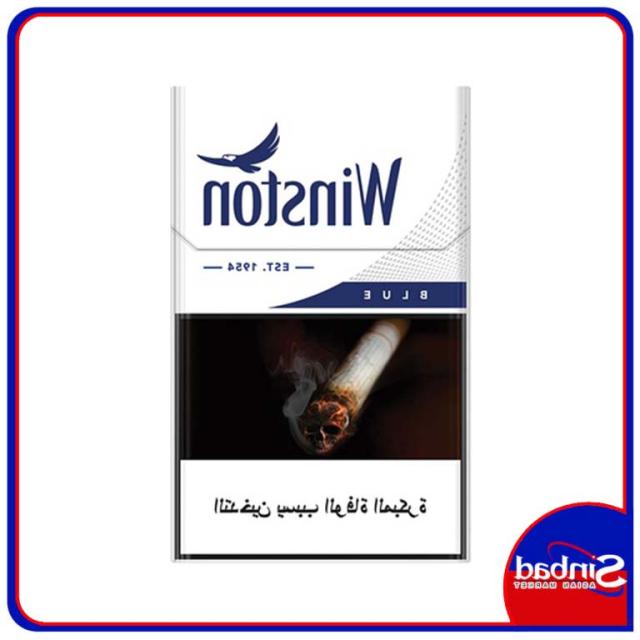 Winston
EST. 1954
BLUE
التدخين يسبب الوفاة المبكرة
Sinbad
ASIAN MARKET